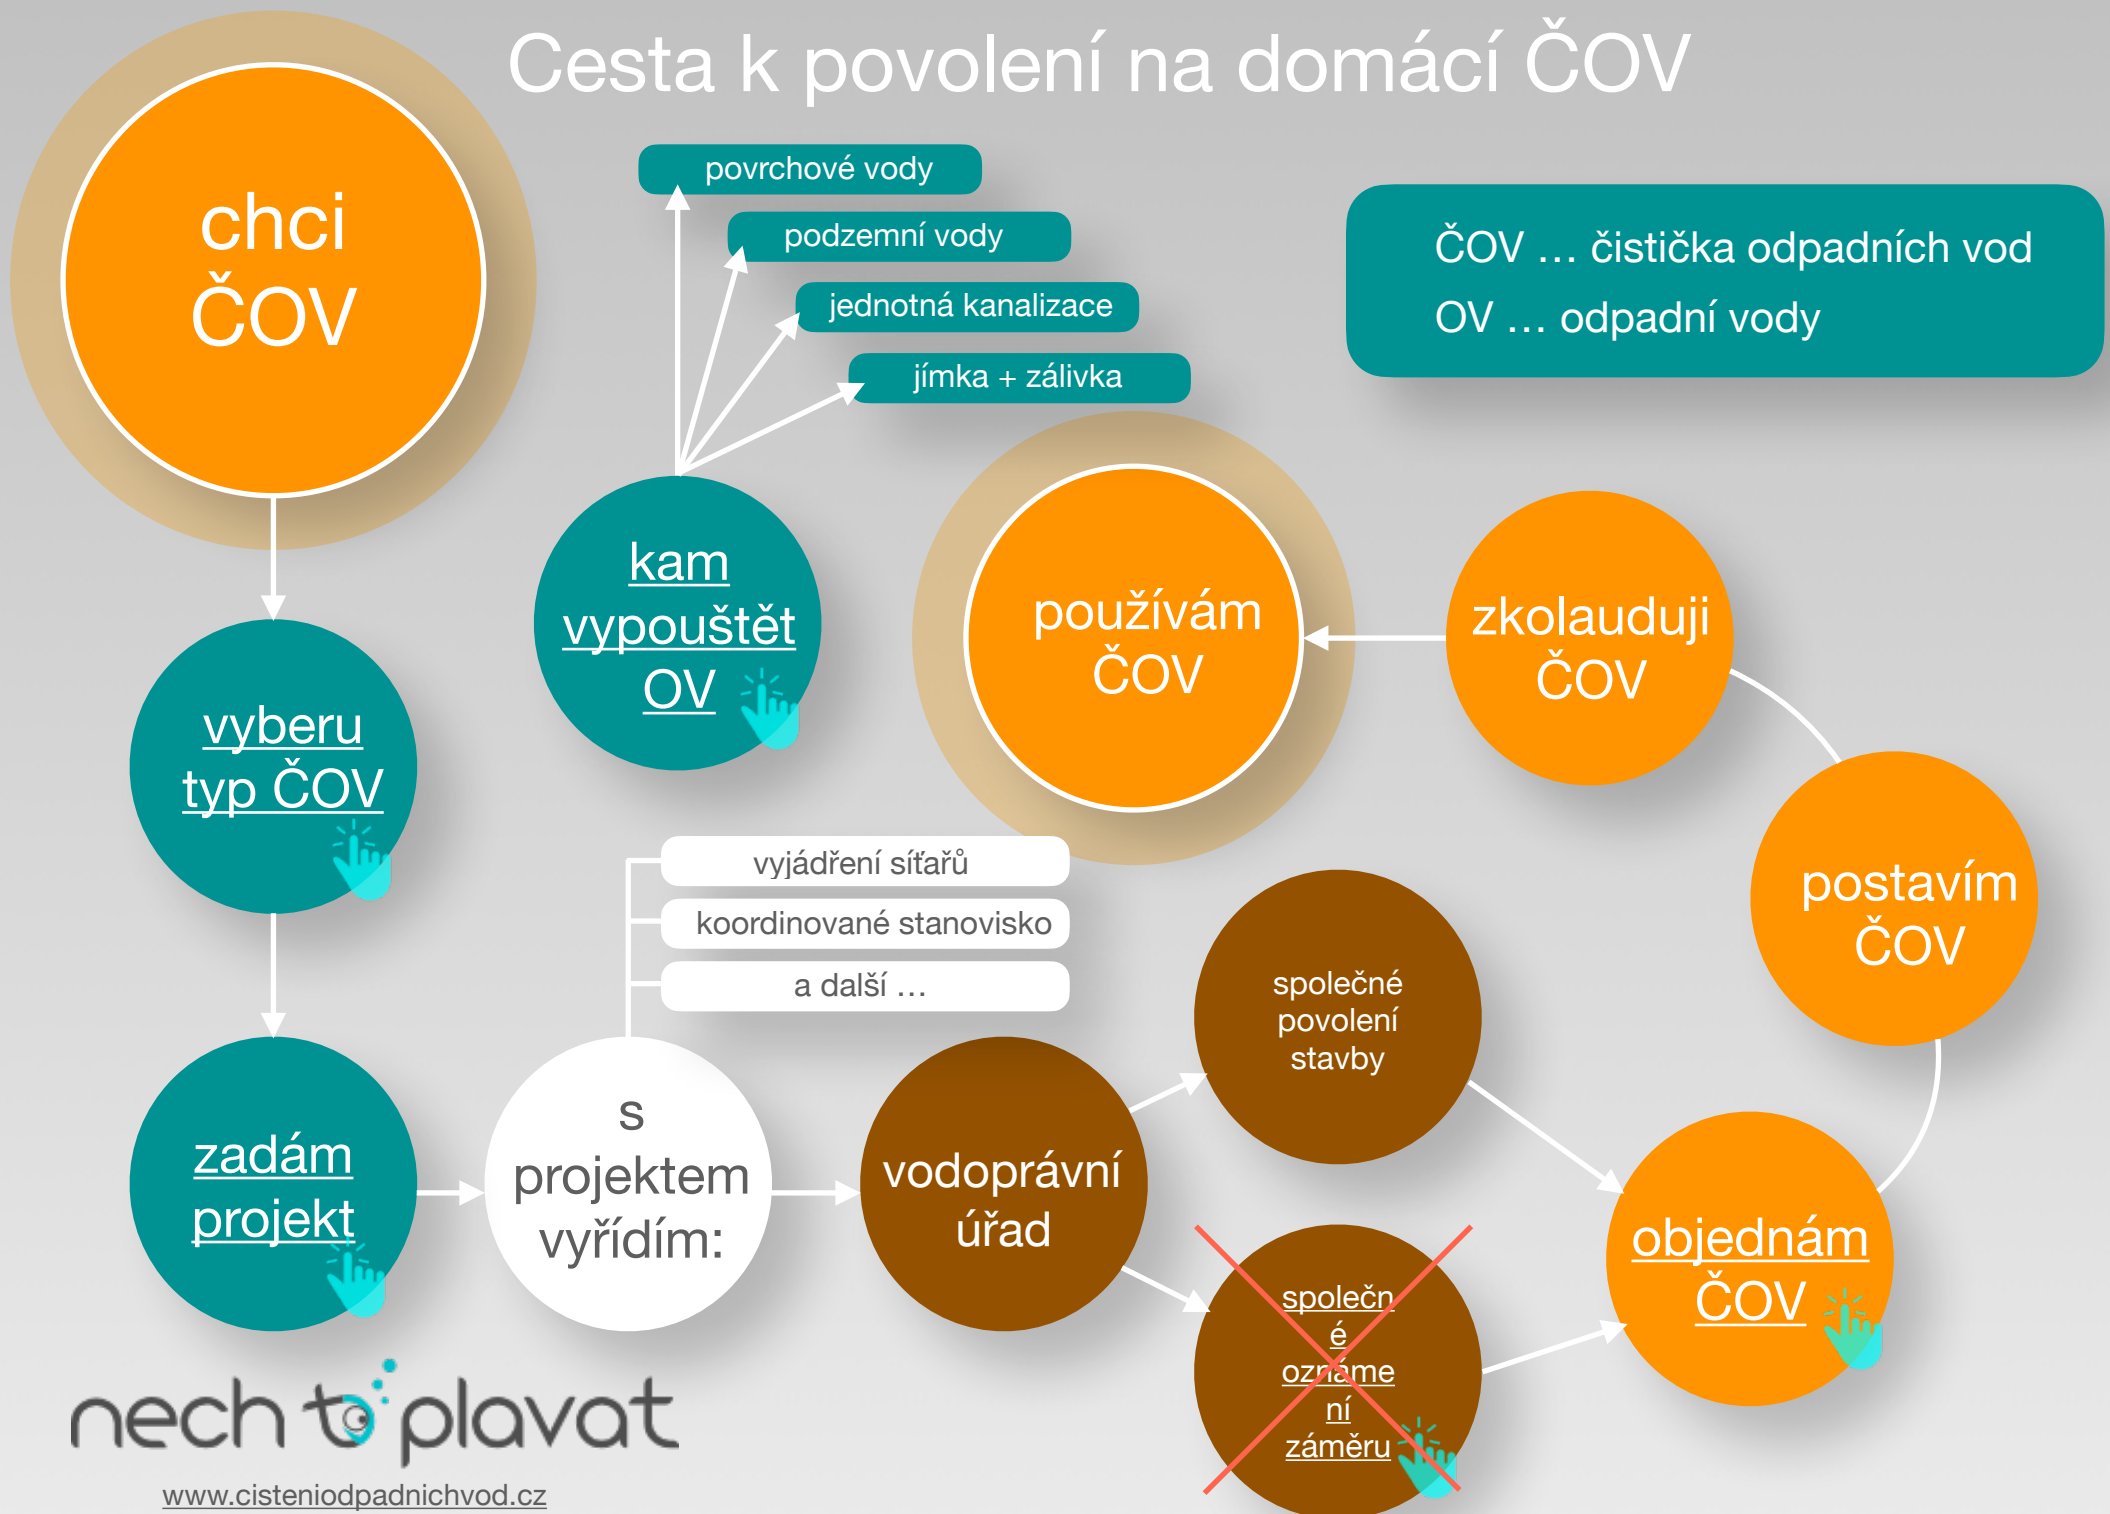 Cesta k povolení na domácí ČOV
chci
ČOV
povrchové vody
podzemní vody
jednotná kanalizace
jímka + zálivka
ČOV … čistička odpadních vod
OV … odpadní vody
kam
vypouštět
OV
používám
ČOV
zkolauduji
ČOV
vyberu
typ ČOV
vyjádření síťařů
koordinované stanovisko
a další …
společné
povolení
stavby
postavím
ČOV
zadám
projekt
s
projektem
vyřídím:
vodoprávní
úřad
objednám
ČOV
společn
é
oznáme
ní
záměru
nech to plavat
www.cisteniodpadnichvod.cz